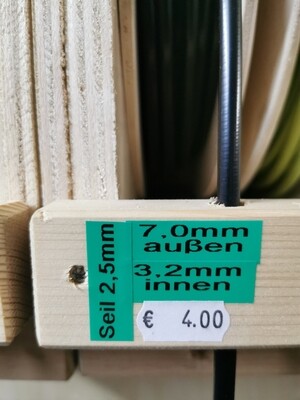 Seil 2,5mm
7.0mm
außen
3.2mm
innen
€ 4.00